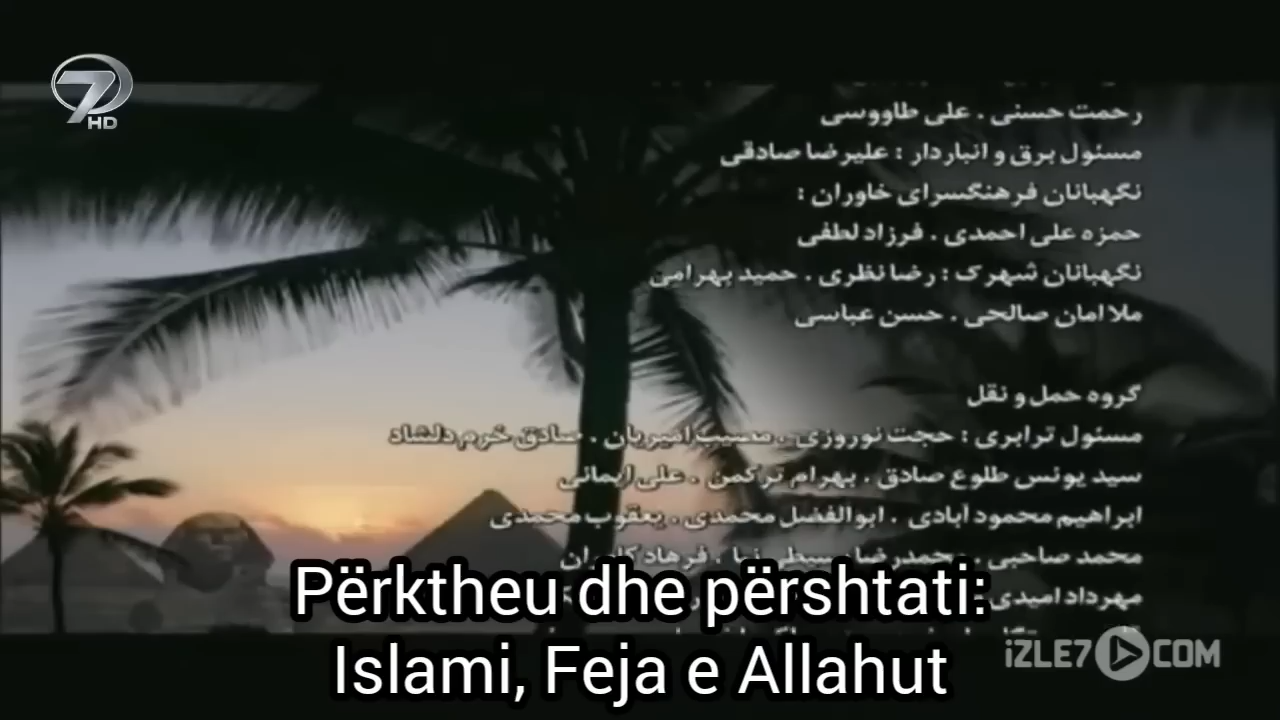 7
HD
رحمت حسنی . علی طاووسی
مسئول برق و انباردار : علیرضا صادقی
نگهبانان فرهنگسرای خاوران :
حمزه علی احمدی . فرزاد لطفی
نگهبانان شهرک : رضا نظری . حمید بهرامی
ملا امان صالحی . حسن عباسی
گروه حمل و نقل
مسئول ترابری : حجت نوروزی . مصیب امیریان . صادق خرم دلشاد
سید یونس طلوع صادق . بهرام ترکمن . علی ایمانی
ابراهیم محمود آبادی . ابوالفضل محمدی . یعقوب محمدی
محمد صاحبی . محمدرضا
مهرداد امیدی
Përktheu dhe përshtati:
Islami, Feja e Allahut
iZLE7 COM